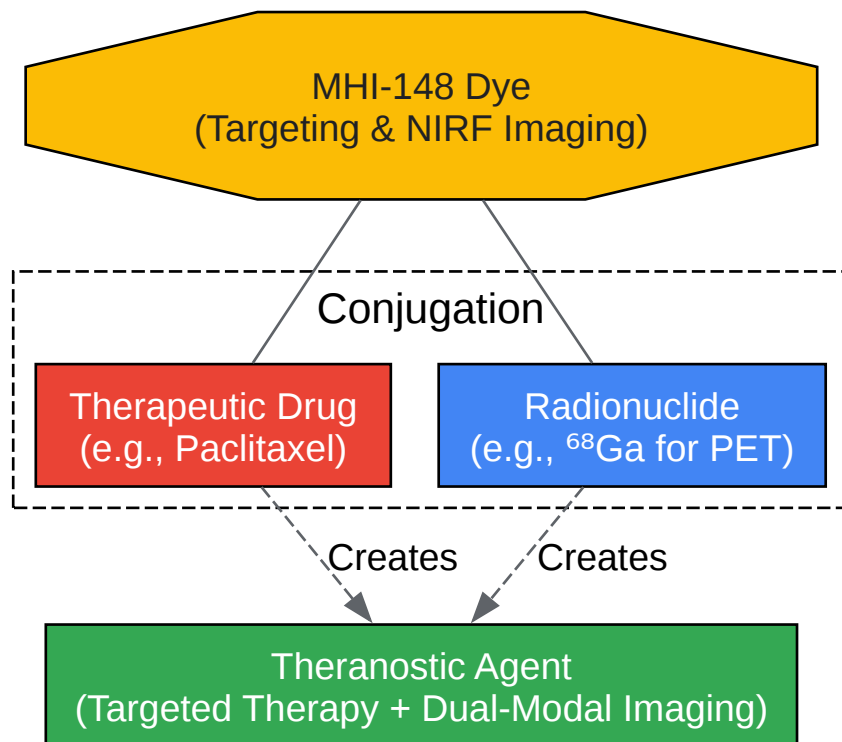 MHI-148 Dye
(Targeting & NIRF Imaging)
Conjugation
Therapeutic Drug
(e.g., Paclitaxel)
Radionuclide
(e.g., ⁶⁸Ga for PET)
Creates
Creates
Theranostic Agent
(Targeted Therapy + Dual-Modal Imaging)